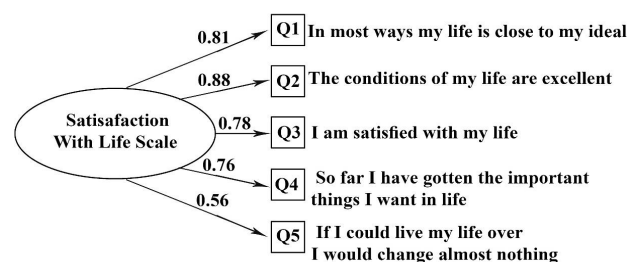 0.81 Q1 In most ways my life is close to my ideal
0.88 Q2 The conditions of my life are excellent
Satisafaction
With Life Scale
0.78 Q3 I am satisfied with my life
0.76 Q4 So far I have gotten the important
things I want in life
0.56 Q5 If I could live my life over
I would change almost nothing